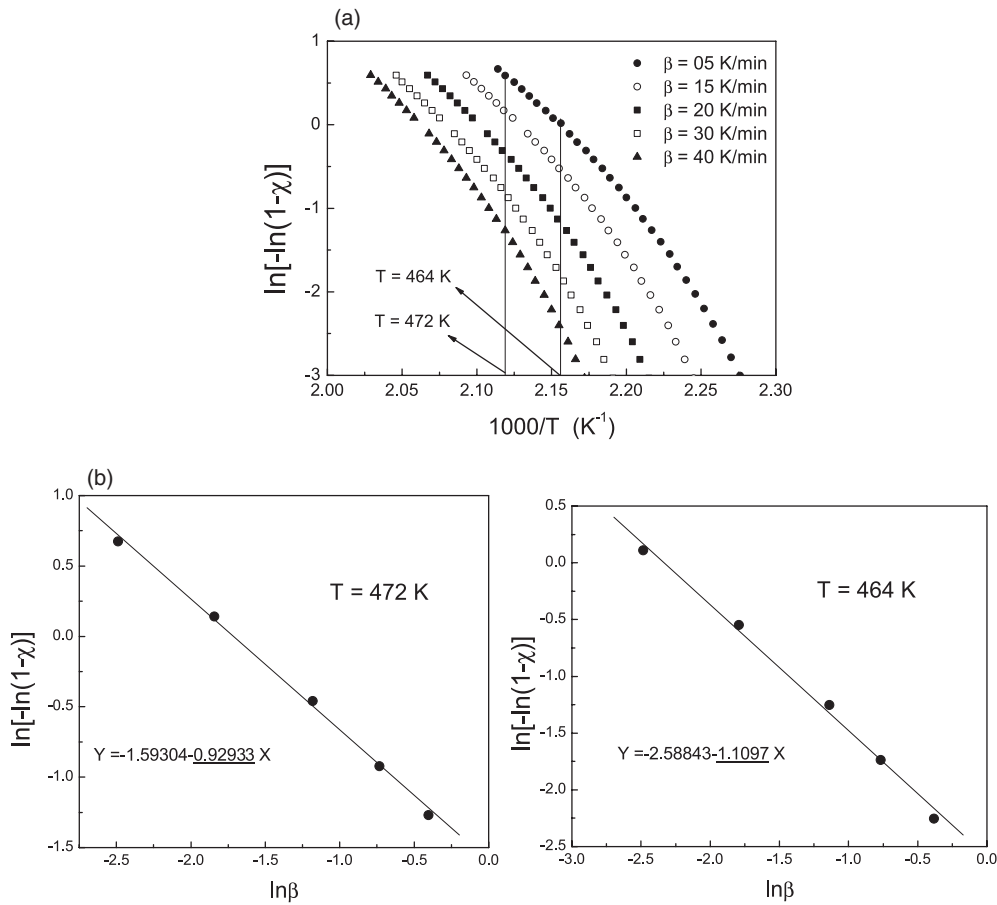 (a)
1
0
-1
-2
-3
ln[-ln(1-χ)]
β = 05 K/min
β = 15 K/min
β = 20 K/min
β = 30 K/min
β = 40 K/min
T = 464 K
T = 472 K
2.00 2.05 2.10 2.15 2.20 2.25 2.30
1000/T (K⁻¹)
(b)
1.0
0.5
0.0
-0.5
-1.0
-1.5
ln[-ln(1-χ)]
T = 472 K
Y =-1.59304-0.92933 X
-2.5 -2.0 -1.5 -1.0 -0.5 0.0
lnβ
0.5
0.0
-0.5
-1.0
-1.5
-2.0
-2.5
ln[-ln(1-χ)]
T = 464 K
Y =-2.58843-1.1097 X
-3.0 -2.5 -2.0 -1.5 -1.0 -0.5 0.0
lnβ